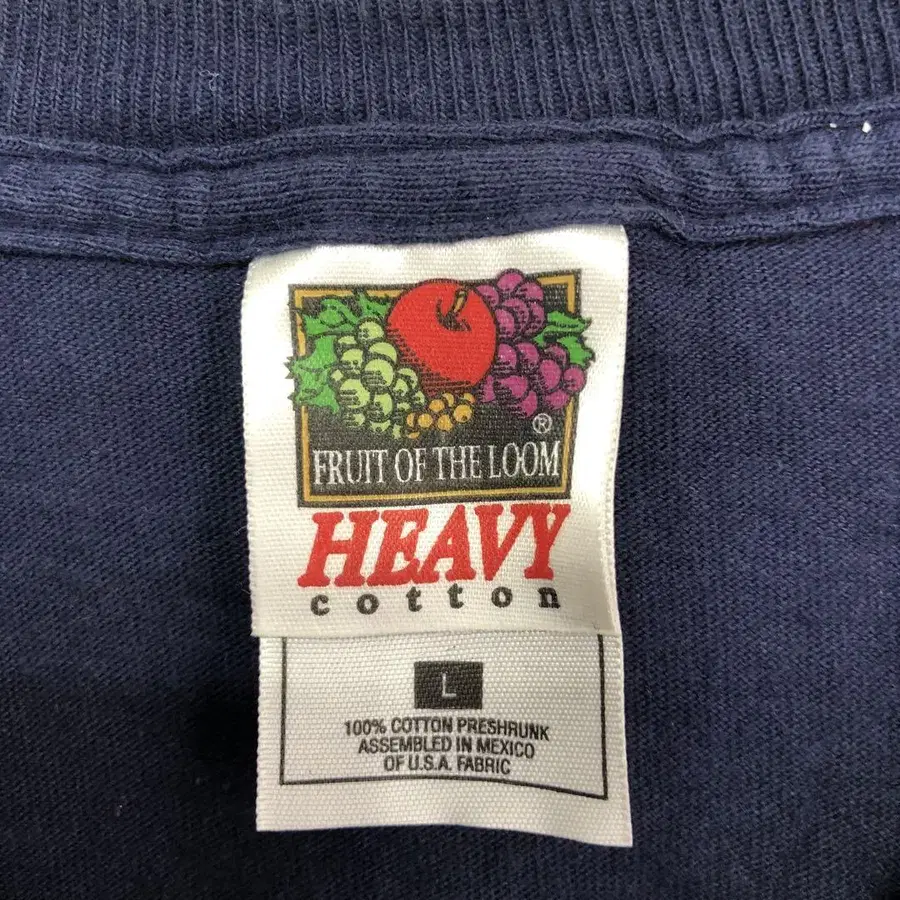 ®
FRUIT OF THE LOOM
HEAVY
cotton
L
100% COTTON PRESHRUNK
ASSEMBLED IN MEXICO
OF U.S.A. FABRIC